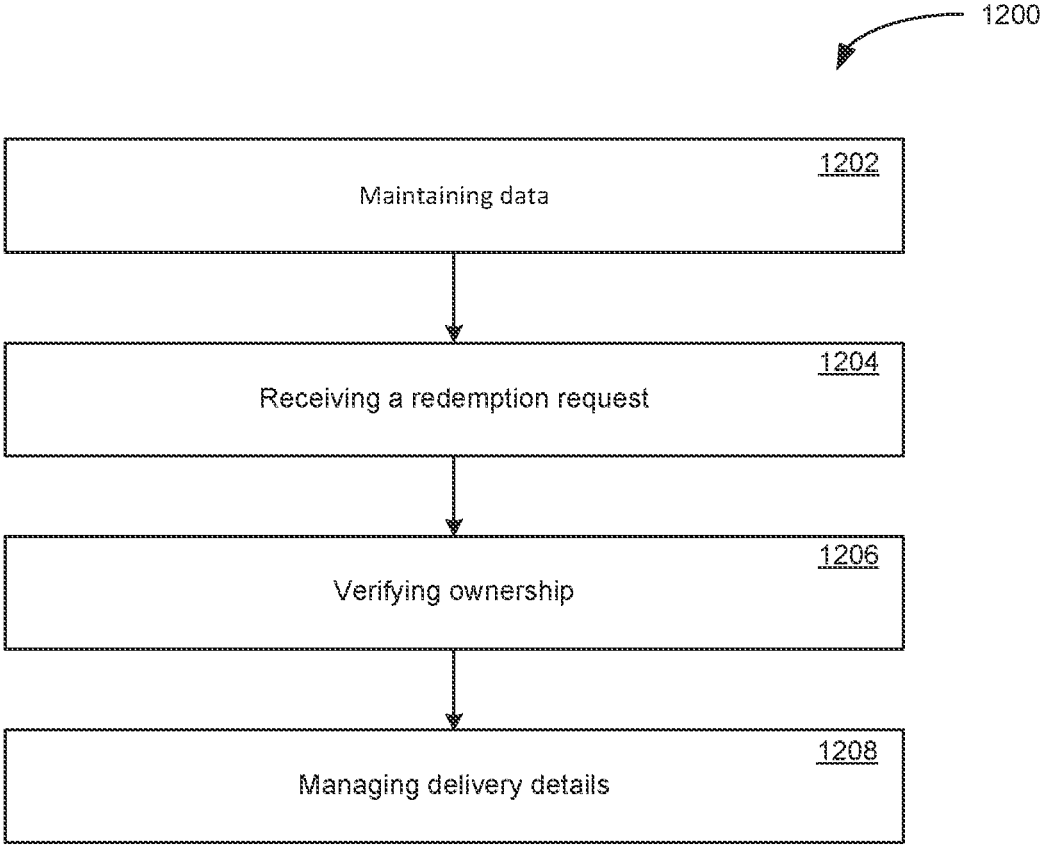 1200
1202
Maintaining data
1204
Receiving a redemption request
1206
Verifying ownership
1208
Managing delivery details